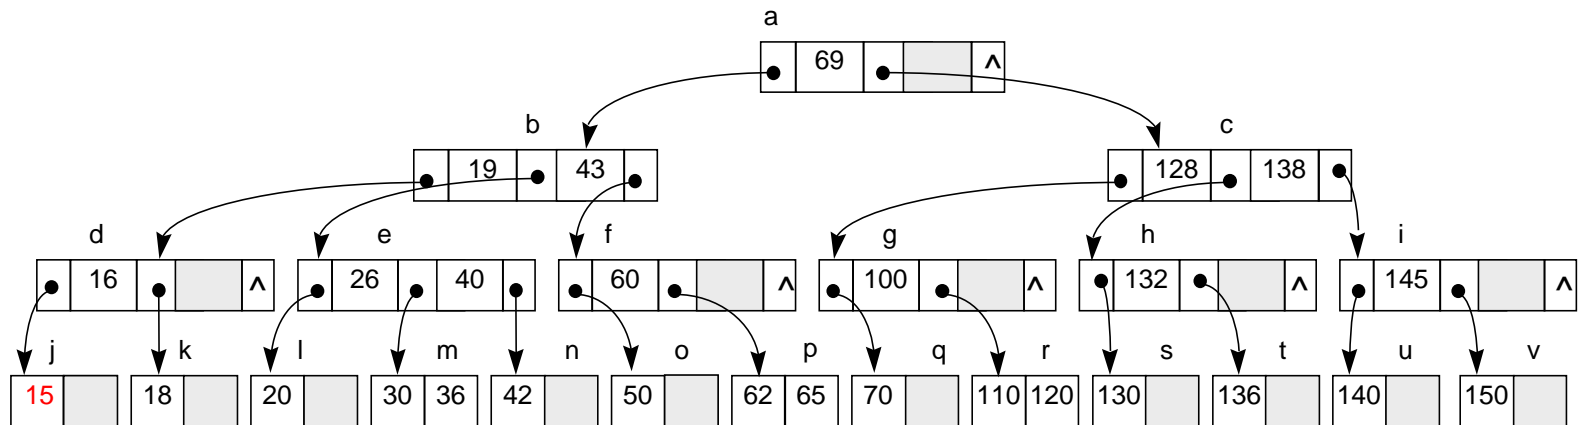 a
69 ^
b c
19 43 128 138
d e f g h i
16 ^ 26 40 60 ^ 100 ^ 132 ^ 145 ^
j k l m n o p q r s t u v
15 18 20 30 36 42 50 62 65 70 110 120 130 136 140 150